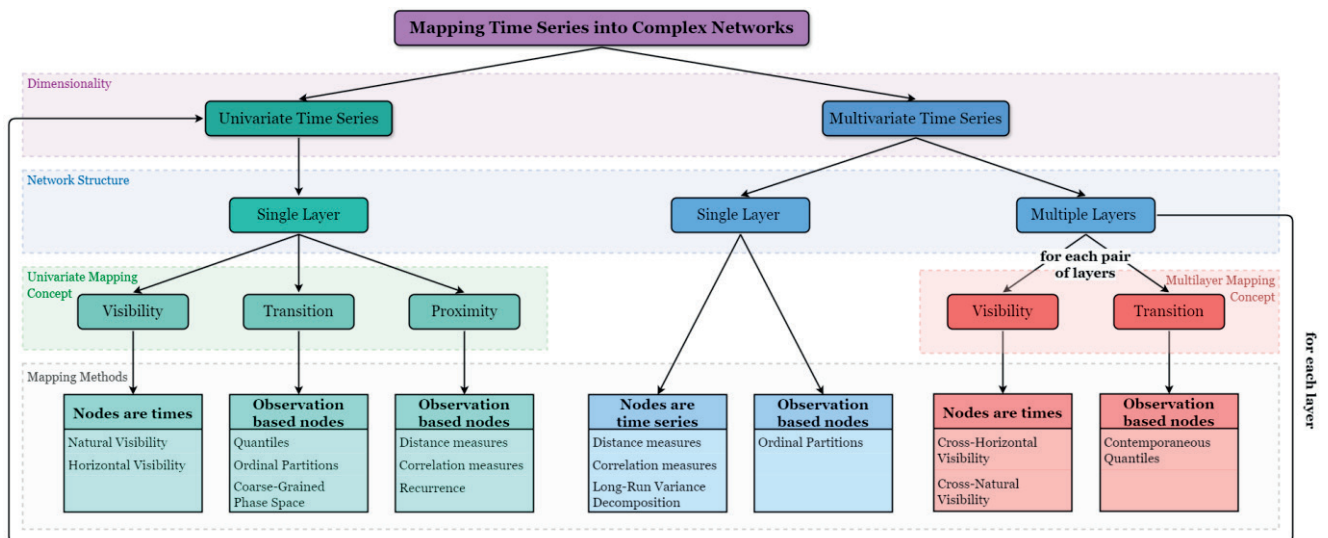 Mapping Time Series into Complex Networks
Dimensionality
Univariate Time Series
Multivariate Time Series
Network Structure
Single Layer
Single Layer
Multiple Layers
for each pair
of layers
Univariate Mapping
Concept
Multilayer Mapping
Concept
Visibility
Transition
Proximity
Visibility
Transition
for each layer
Mapping Methods
Nodes are times
Natural Visibility
Horizontal Visibility
Observation
based nodes
Quantiles
Ordinal Partitions
Coarse-Grained
Phase Space
Observation
based nodes
Distance measures
Correlation measures
Recurrence
Nodes are
time series
Distance measures
Correlation measures
Long-Run Variance
Decomposition
Observation
based nodes
Ordinal Partitions
Nodes are times
Cross-Horizontal
Visibility
Cross-Natural
Visibility
Observation
based nodes
Contemporaneous
Quantiles